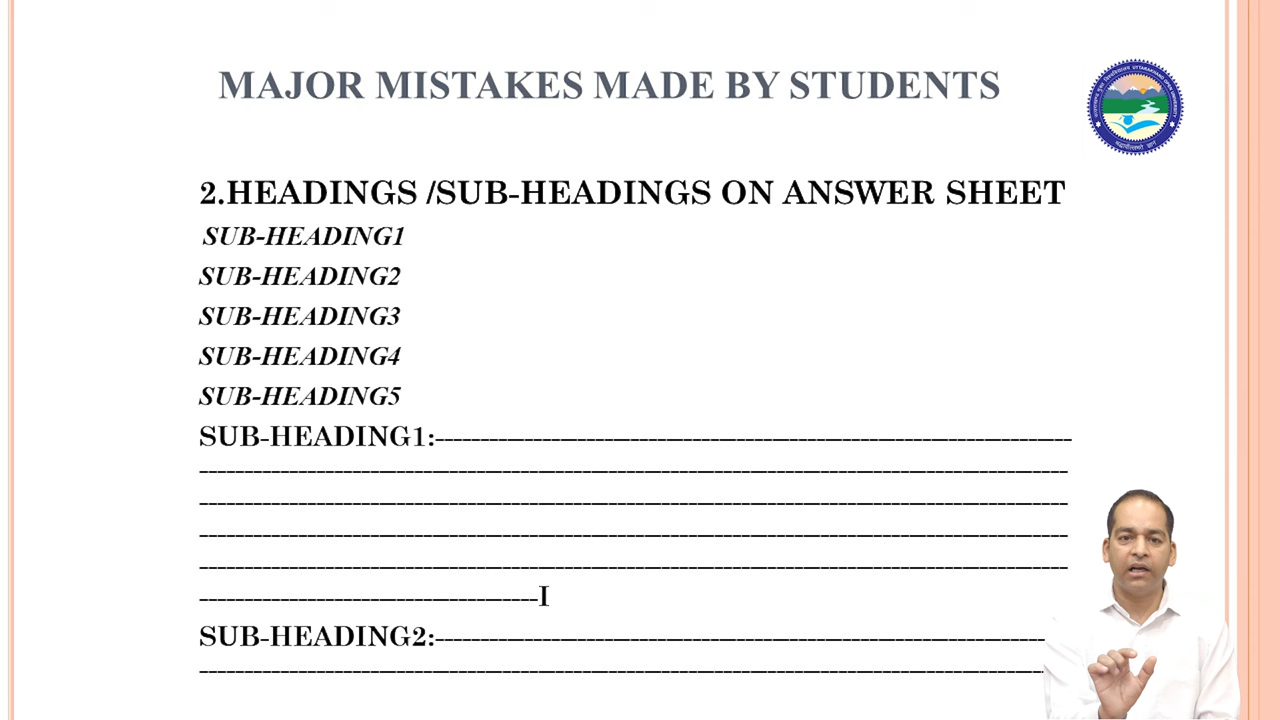 MAJOR MISTAKES MADE BY STUDENTS
2.HEADINGS /SUB-HEADINGS ON ANSWER SHEET
SUB-HEADING1
SUB-HEADING2
SUB-HEADING3
SUB-HEADING4
SUB-HEADING5
SUB-HEADING1:------------------------------------------------------------------------
--------------------------------------------------------------------------------------------------
--------------------------------------------------------------------------------------------------
--------------------------------------------------------------------------------------------------
--------------------------------------------------------------------------------------------------
--------------------------------------
SUB-HEADING2:---------------------------------------------------------------------
-----------------------------------------------------------------------------------------------